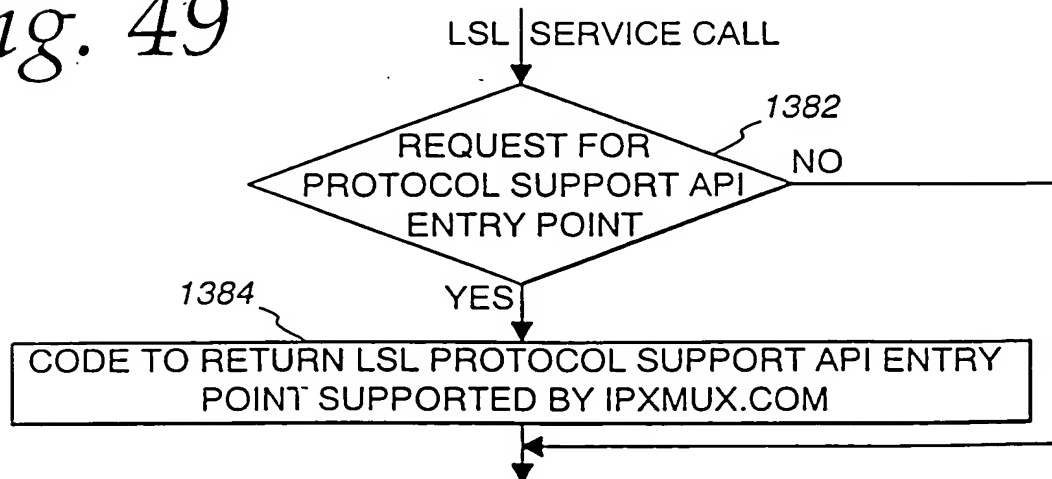 ig. 49
LSL SERVICE CALL
1382
REQUEST FOR
PROTOCOL SUPPORT API
ENTRY POINT
NO
YES
1384
CODE TO RETURN LSL PROTOCOL SUPPORT API ENTRY
POINT SUPPORTED BY IPXMUX.COM